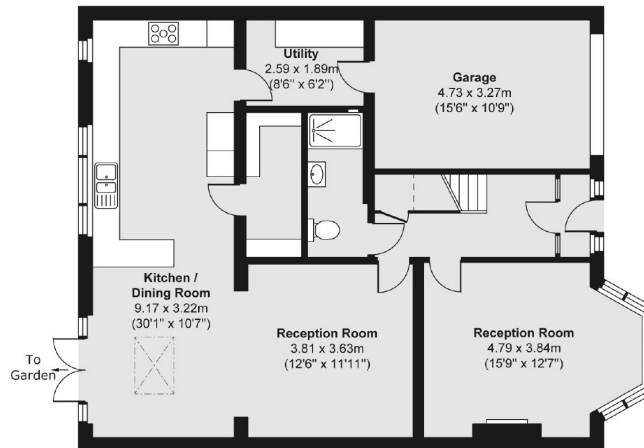 Utility
2.59 x 1.89m
(8'6" x 6'2")
Garage
4.73 x 3.27m
(15'6" x 10'9")
Kitchen /
Dining Room
9.17 x 3.22m
(30'1" x 10'7")
Reception Room
3.81 x 3.63m
(12'6" x 11'11")
Reception Room
4.79 x 3.84m
(15'9" x 12'7")
To
Garden